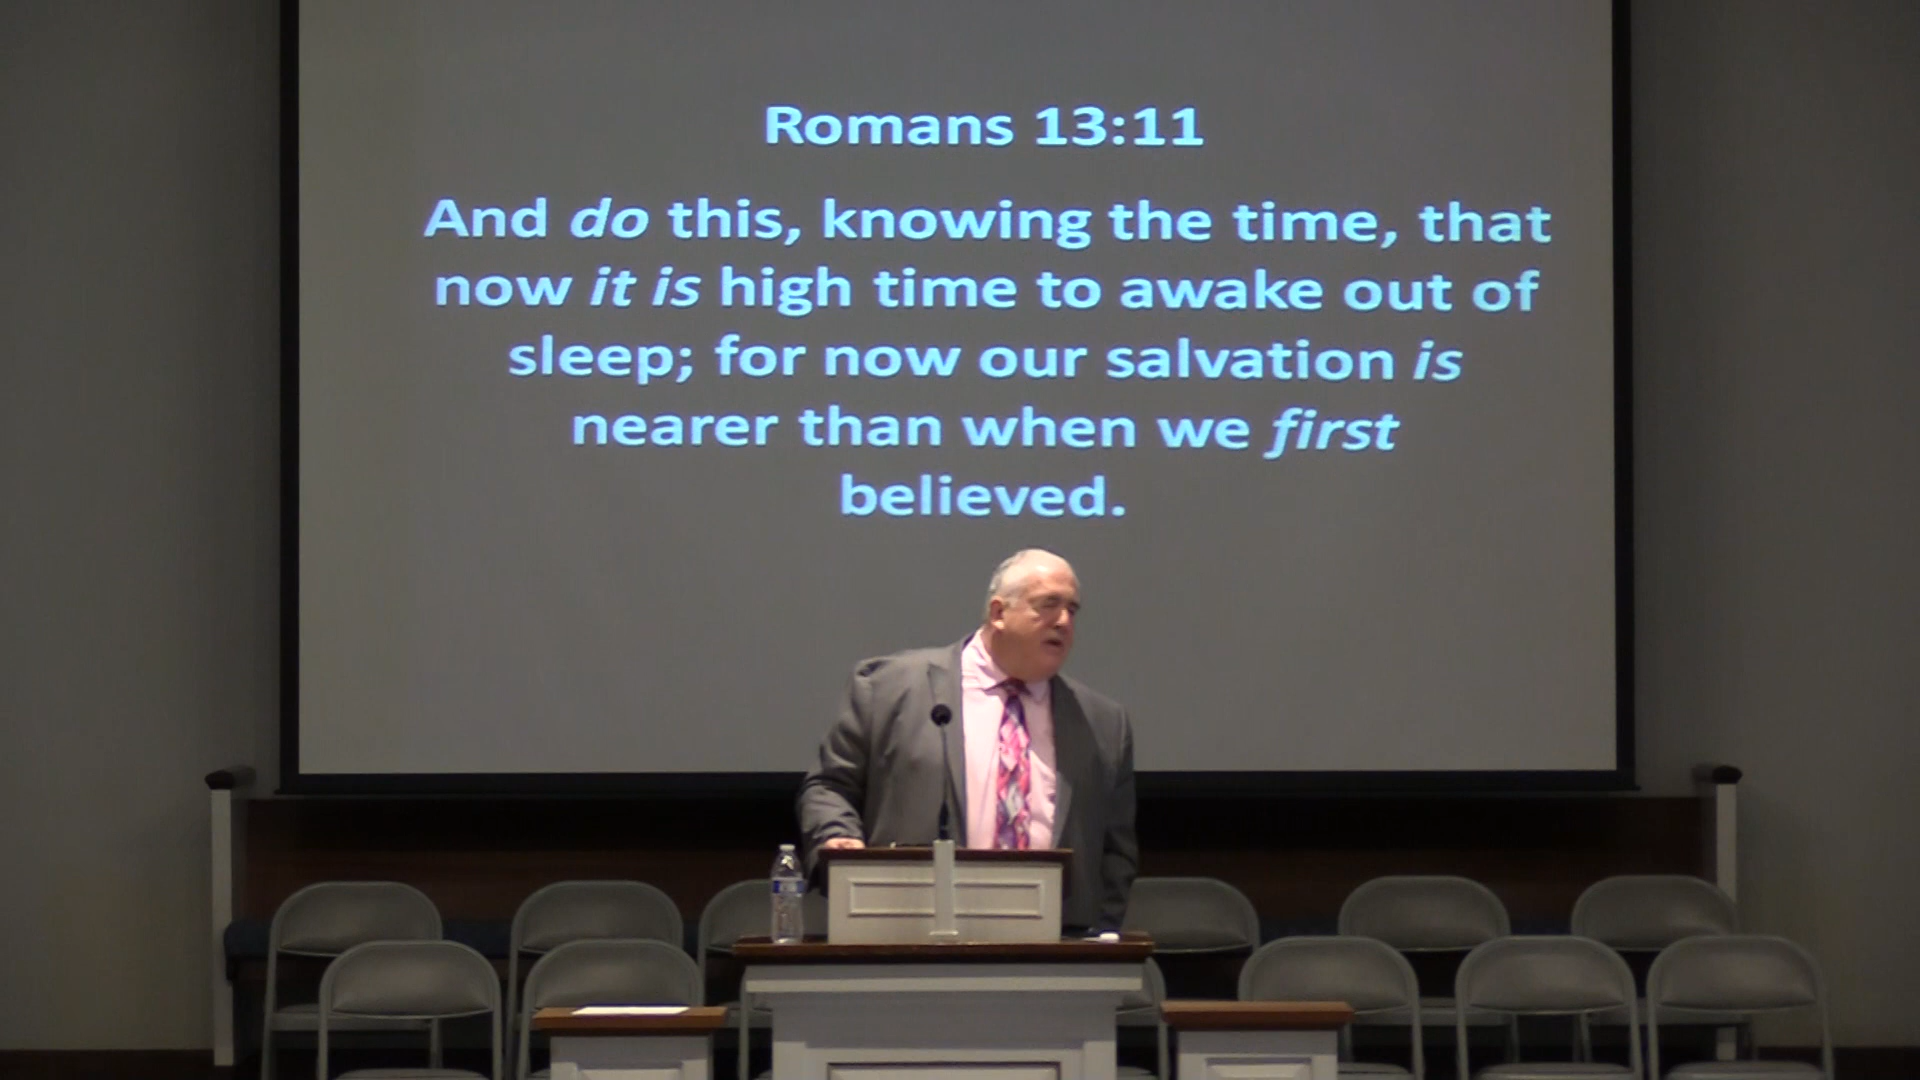 Romans 13:11
And do this, knowing the time, that
now it is high time to awake out of
sleep; for now our salvation is
nearer than when we first
believed.